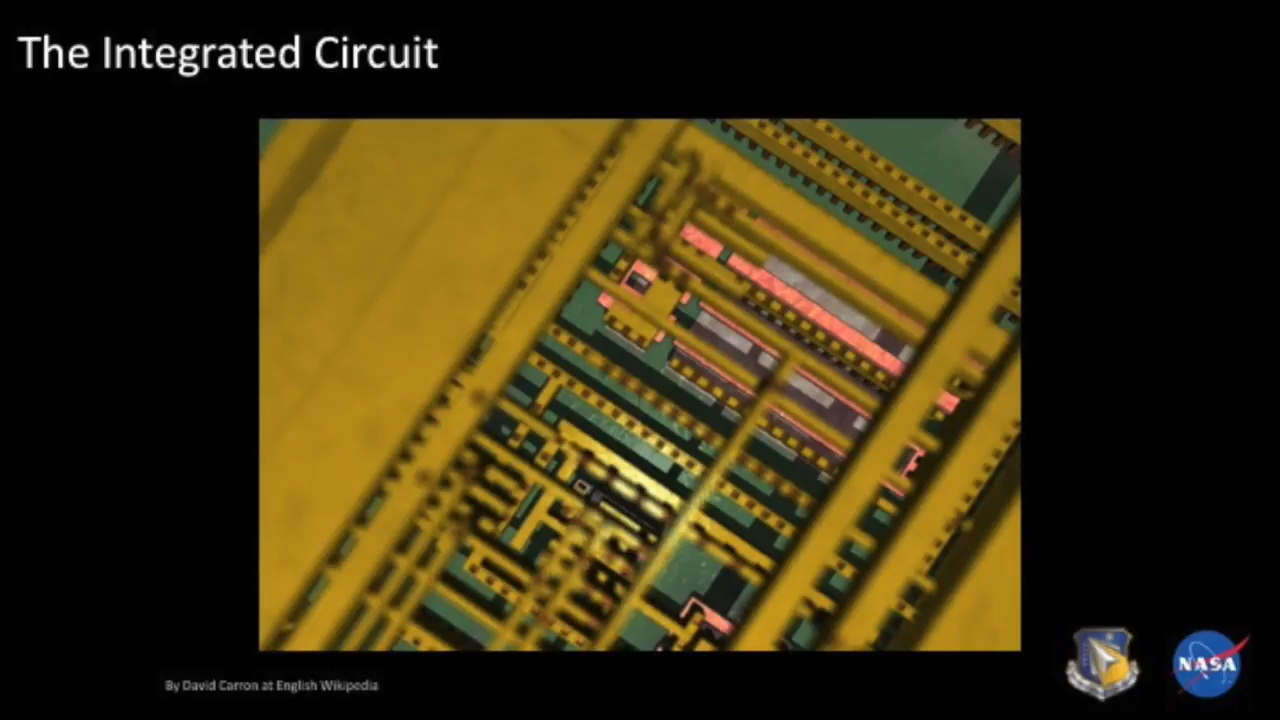 The Integrated Circuit
By David Carron at English Wikipedia
NASA